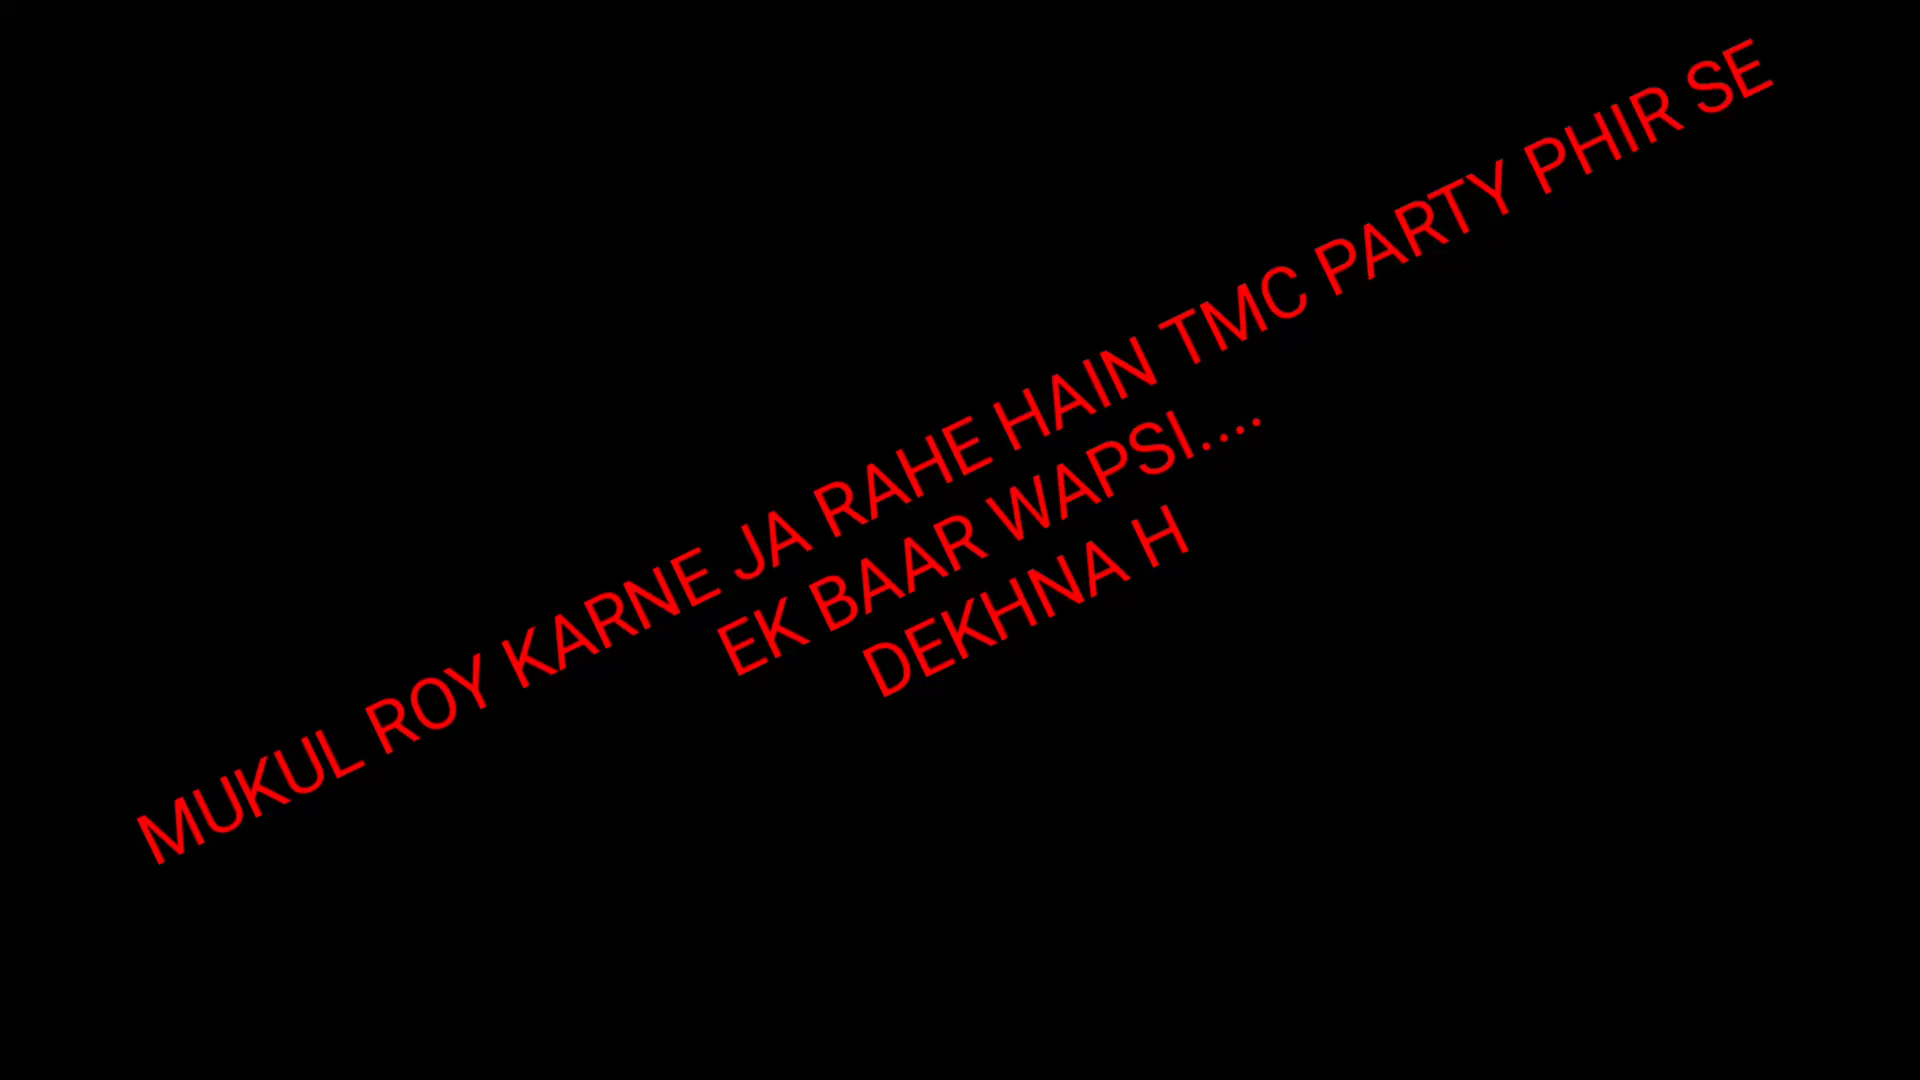 MUKUL ROY KARNE JA RAHE HAIN TMC PARTY PHIR SE
EK BAAR WAPSI....
DEKHNA H